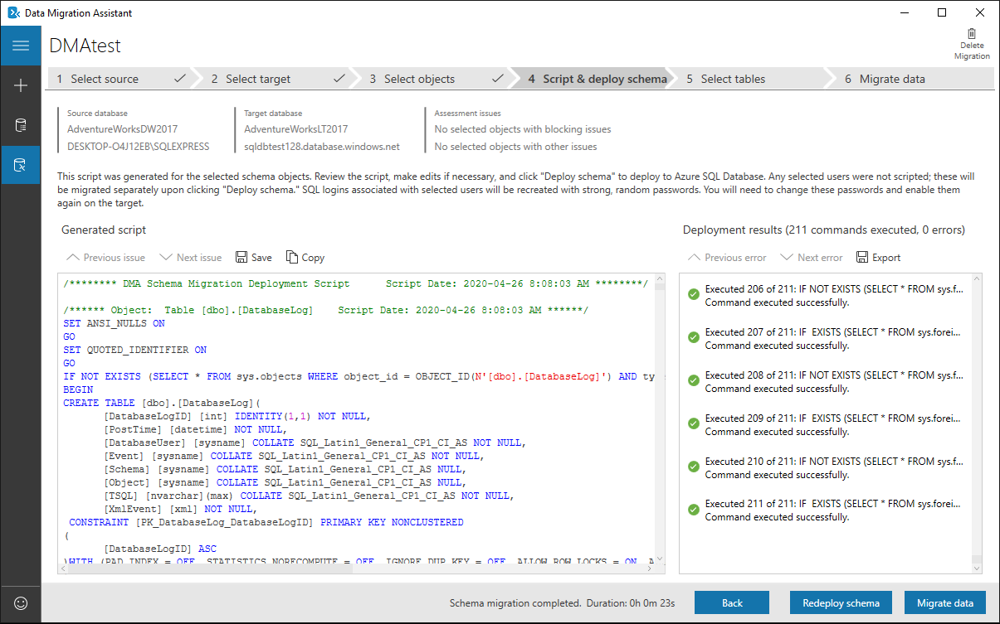 Data Migration Assistant
DMAtest
Delete
Migration
1 Select source
2 Select target
3 Select objects
4 Script & deploy schema
5 Select tables
6 Migrate data
Source database
AdventureWorksDW2017
DESKTOP-O4J12EB\SQLEXPRESS
Target database
AdventureWorksLT2017
sqldbtest128.database.windows.net
Assessment issues
No selected objects with blocking issues
No selected objects with other issues
This script was generated for the selected schema objects. Review the script, make edits if necessary, and click "Deploy schema" to deploy to Azure SQL Database. Any selected users were not scripted; these will
be migrated separately upon clicking "Deploy schema." SQL logins associated with selected users will be recreated with strong, random passwords. You will need to change these passwords and enable them
again on the target.
Generated script
Previous issue Next issue Save Copy
/******** DMA Schema Migration Deployment Script      Script Date: 2020-04-26 8:08:03 AM ********/
/****** Object:  Table [dbo].[DatabaseLog]    Script Date: 2020-04-26 8:08:03 AM ******/
SET ANSI_NULLS ON
GO
SET QUOTED_IDENTIFIER ON
GO
IF NOT EXISTS (SELECT * FROM sys.objects WHERE object_id = OBJECT_ID(N'[dbo].[DatabaseLog]') AND ty
BEGIN
CREATE TABLE [dbo].[DatabaseLog](
[DatabaseLogID] [int] IDENTITY(1,1) NOT NULL,
[PostTime] [datetime] NOT NULL,
[DatabaseUser] [sysname] COLLATE SQL_Latin1_General_CP1_CI_AS NOT NULL,
[Event] [sysname] COLLATE SQL_Latin1_General_CP1_CI_AS NOT NULL,
[Schema] [sysname] COLLATE SQL_Latin1_General_CP1_CI_AS NULL,
[Object] [sysname] COLLATE SQL_Latin1_General_CP1_CI_AS NULL,
[TSQL] [nvarchar](max) COLLATE SQL_Latin1_General_CP1_CI_AS NOT NULL,
[XmlEvent] [xml] NOT NULL,
CONSTRAINT [PK_DatabaseLog_DatabaseLogID] PRIMARY KEY NONCLUSTERED
(
[DatabaseLogID] ASC
)WITH (PAD_INDEX = OFF, STATISTICS_NORECOMPUTE = OFF, IGNORE_DUP_KEY = OFF, ALLOW_ROW_LOCKS = ON, A
Deployment results (211 commands executed, 0 errors)
Previous error Next error Export
Executed 206 of 211: IF NOT EXISTS (SELECT * FROM sys.f...
Command executed successfully.
Executed 207 of 211: IF  EXISTS (SELECT * FROM sys.forei...
Command executed successfully.
Executed 208 of 211: IF NOT EXISTS (SELECT * FROM sys.f...
Command executed successfully.
Executed 209 of 211: IF  EXISTS (SELECT * FROM sys.forei...
Command executed successfully.
Executed 210 of 211: IF NOT EXISTS (SELECT * FROM sys.f...
Command executed successfully.
Executed 211 of 211: IF  EXISTS (SELECT * FROM sys.forei...
Command executed successfully.
Schema migration completed. Duration: 0h 0m 23s
Back
Redeploy schema
Migrate data